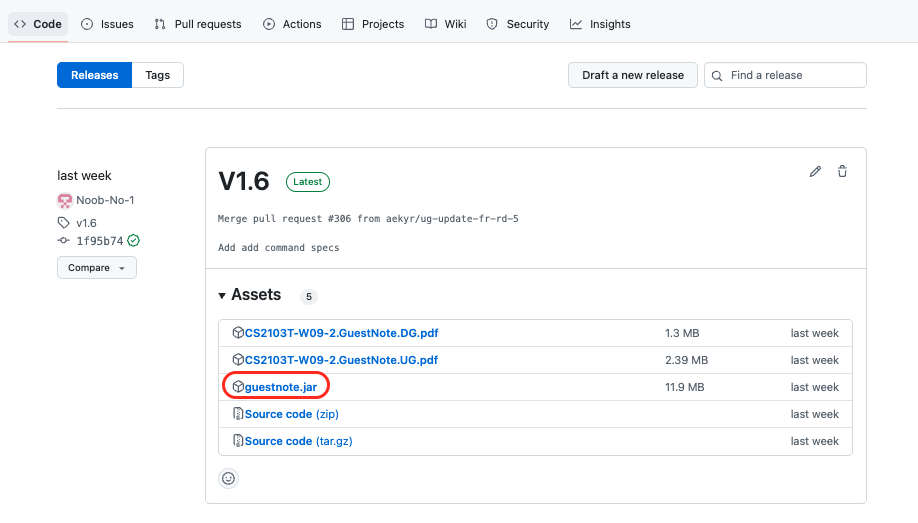 Code Issues Pull requests Actions Projects Wiki Security Insights
Releases Tags Draft a new release Find a release
last week
Noob-No-1
v1.6
1f95b74
Compare
V1.6 Latest
Merge pull request #306 from aekyr/ug-update-fr-rd-5
Add add command specs
Assets 5
CS2103T-W09-2.GuestNote.DG.pdf 1.3 MB last week
CS2103T-W09-2.GuestNote.UG.pdf 2.39 MB last week
guestnote.jar 11.9 MB last week
Source code (zip) last week
Source code (tar.gz) last week